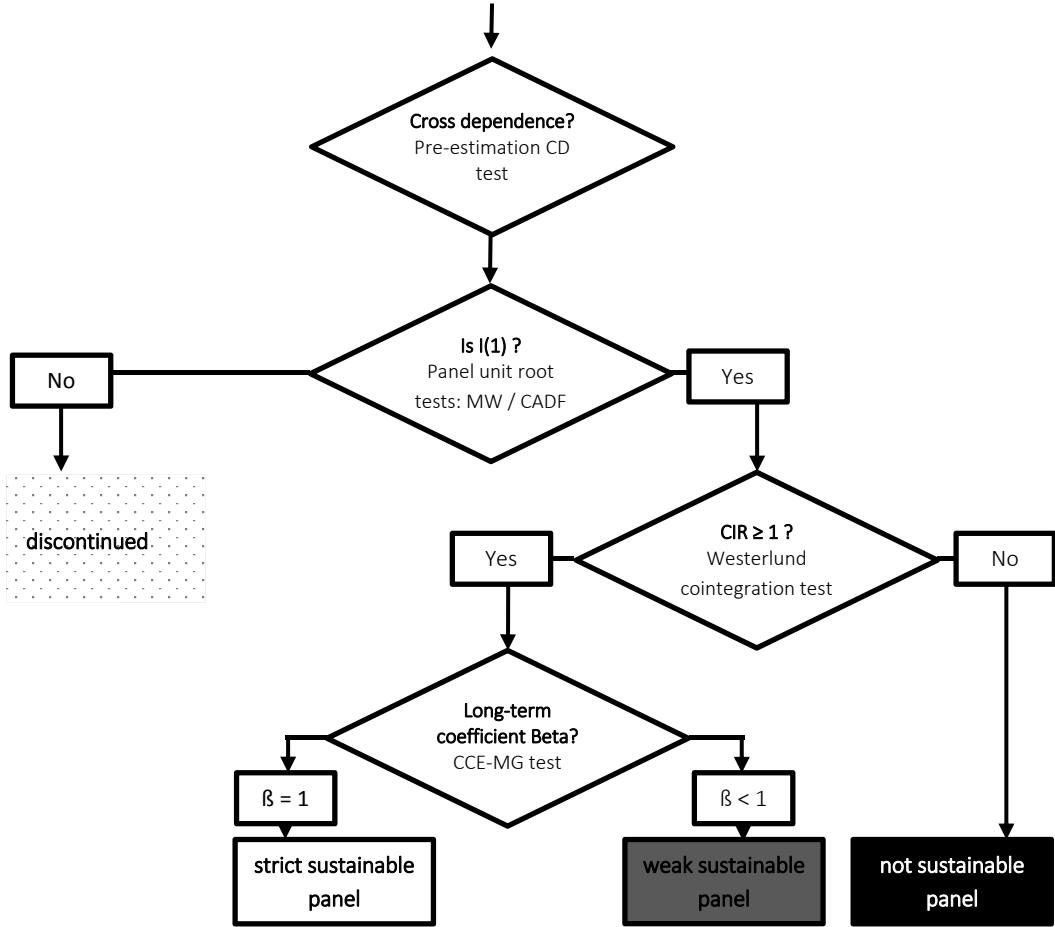 Cross dependence?
Pre-estimation CD
test
Is I(1) ?
Panel unit root
tests: MW / CADF
No
Yes
discontinued
CIR ≥ 1 ?
Westerlund
cointegration test
Yes
No
Long-term
coefficient Beta?
CCE-MG test
ß = 1
ß < 1
strict sustainable
panel
weak sustainable
panel
not sustainable
panel